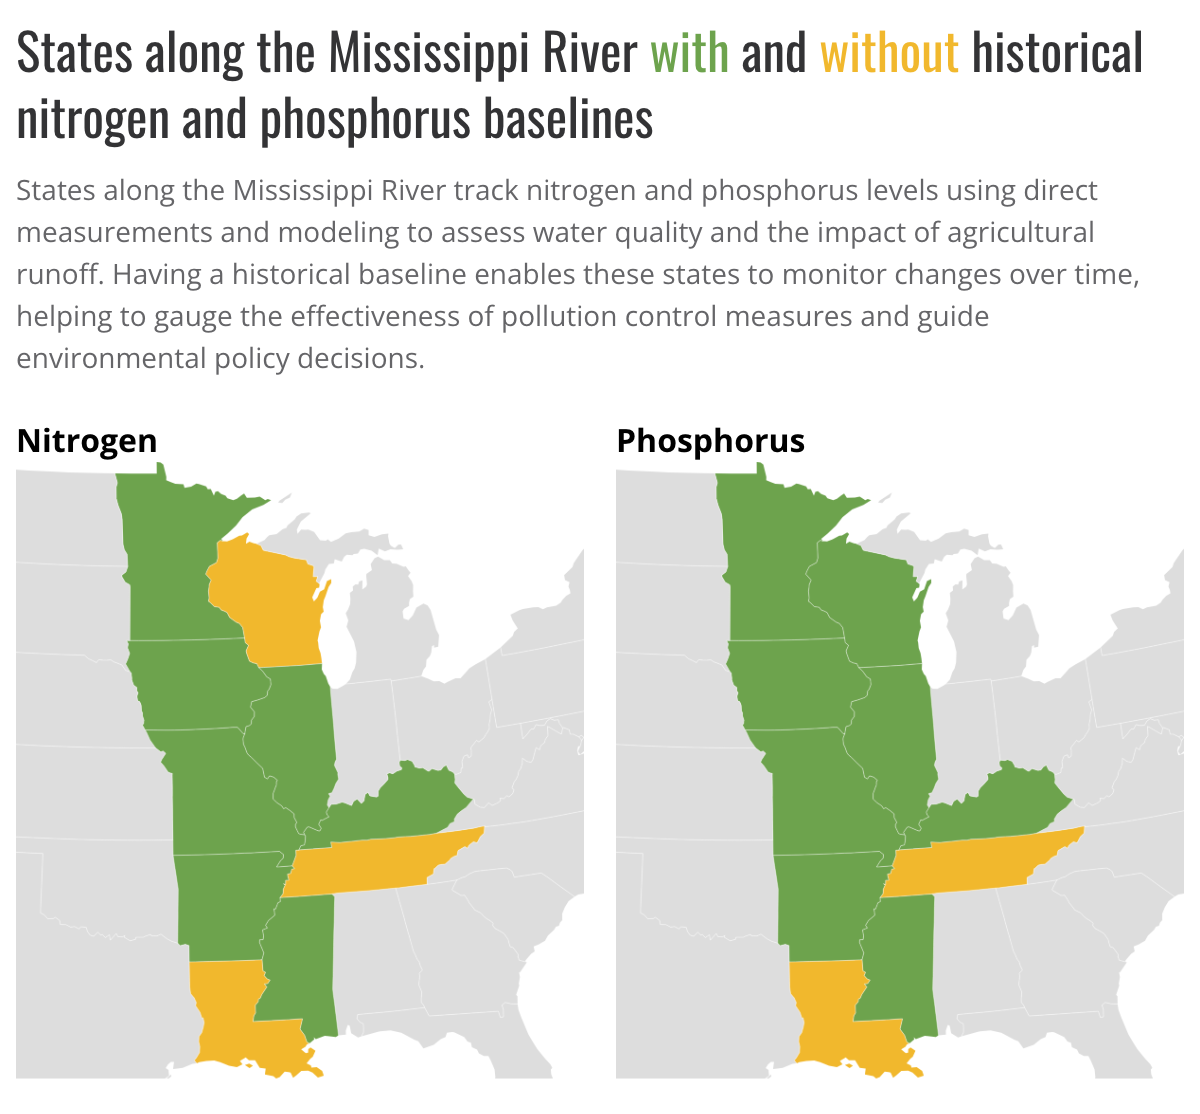 States along the Mississippi River with and without historical
nitrogen and phosphorus baselines
States along the Mississippi River track nitrogen and phosphorus levels using direct
measurements and modeling to assess water quality and the impact of agricultural
runoff. Having a historical baseline enables these states to monitor changes over time,
helping to gauge the effectiveness of pollution control measures and guide
environmental policy decisions.
Nitrogen
Phosphorus